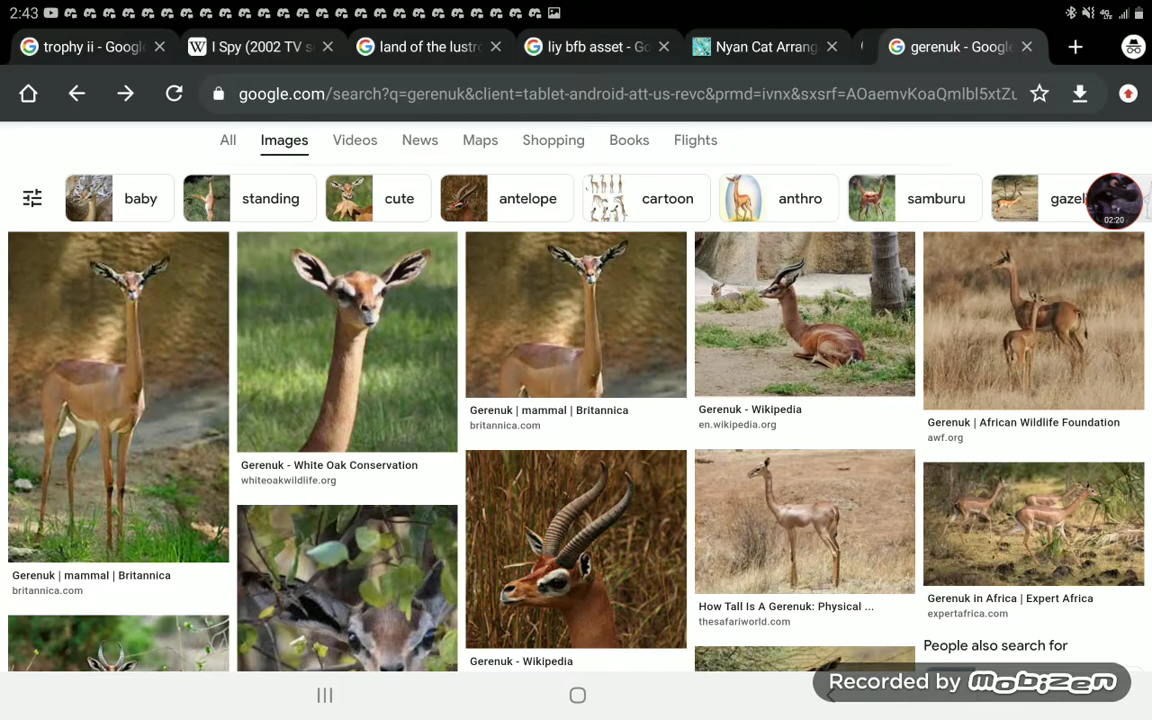 2:43
trophy ii - Google
I Spy (2002 TV s
land of the lustro
liy bfb asset - Go
Nyan Cat Arrang
gerenuk - Google
google.com/search?q=gerenuk&client=tablet-android-att-us-revc&prmd=ivnx&sxsrf=AOaemvKoaQmlbl5xtZu
All Images Videos News Maps Shopping Books Flights
baby standing cute antelope cartoon anthro samburu gazel
02:20
Gerenuk | mammal | Britannica
britannica.com
Gerenuk - White Oak Conservation
whiteoakwildlife.org
Gerenuk | mammal | Britannica
britannica.com
Gerenuk - Wikipedia
en.wikipedia.org
Gerenuk | African Wildlife Foundation
awf.org
Gerenuk - Wikipedia
How Tall Is A Gerenuk: Physical ...
thesafariworld.com
Gerenuk in Africa | Expert Africa
expertafrica.com
People also search for
Recorded by mobizen